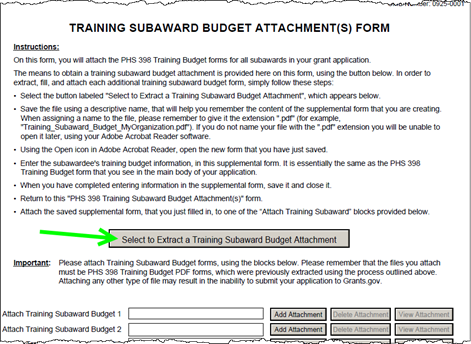 Number: 0925-0001
TRAINING SUBAWARD BUDGET ATTACHMENT(S) FORM
Instructions:
On this form, you will attach the PHS 398 Training Budget forms for all subawards in your grant application.
The means to obtain a training subaward budget attachment is provided here on this form, using the button below. In order to
extract, fill, and attach each additional training subaward budget form, simply follow these steps:
• Select the button labeled "Select to Extract a Training Subaward Budget Attachment", which appears below.
• Save the file using a descriptive name, that will help you remember the content of the supplemental form that you are creating.
When assigning a name to the file, please remember to give it the extension ".pdf" (for example,
"Training_Subaward_Budget_MyOrganization.pdf"). If you do not name your file with the ".pdf" extension you will be unable to
open it later, using your Adobe Acrobat Reader software.
• Using the Open icon in Adobe Acrobat Reader, open the new form that you have just saved.
• Enter the subawardee's training budget information, in this supplemental form. It is essentially the same as the PHS 398
Training Budget form that you see in the main body of your application.
• When you have completed entering information in the supplemental form, save it and close it.
• Return to this "PHS 398 Training Subaward Budget Attachment(s)" form.
• Attach the saved supplemental form, that you just filled in, to one of the "Attach Training Subaward" blocks provided below.
Select to Extract a Training Subaward Budget Attachment
Important: Please attach Training Subaward Budget forms, using the blocks below. Please remember that the files you attach
must be PHS 398 Training Budget PDF forms, which were previously extracted using the process outlined above.
Attaching any other type of file may result in the inability to submit your application to Grants.gov.
Attach Training Subaward Budget 1 Add Attachment Delete Attachment View Attachment
Attach Training Subaward Budget 2 Add Attachment Delete Attachment View Attachment